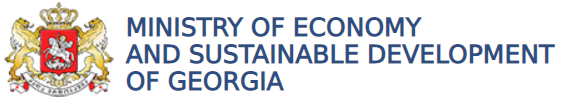 MINISTRY OF ECONOMY
AND SUSTAINABLE DEVELOPMENT
OF GEORGIA